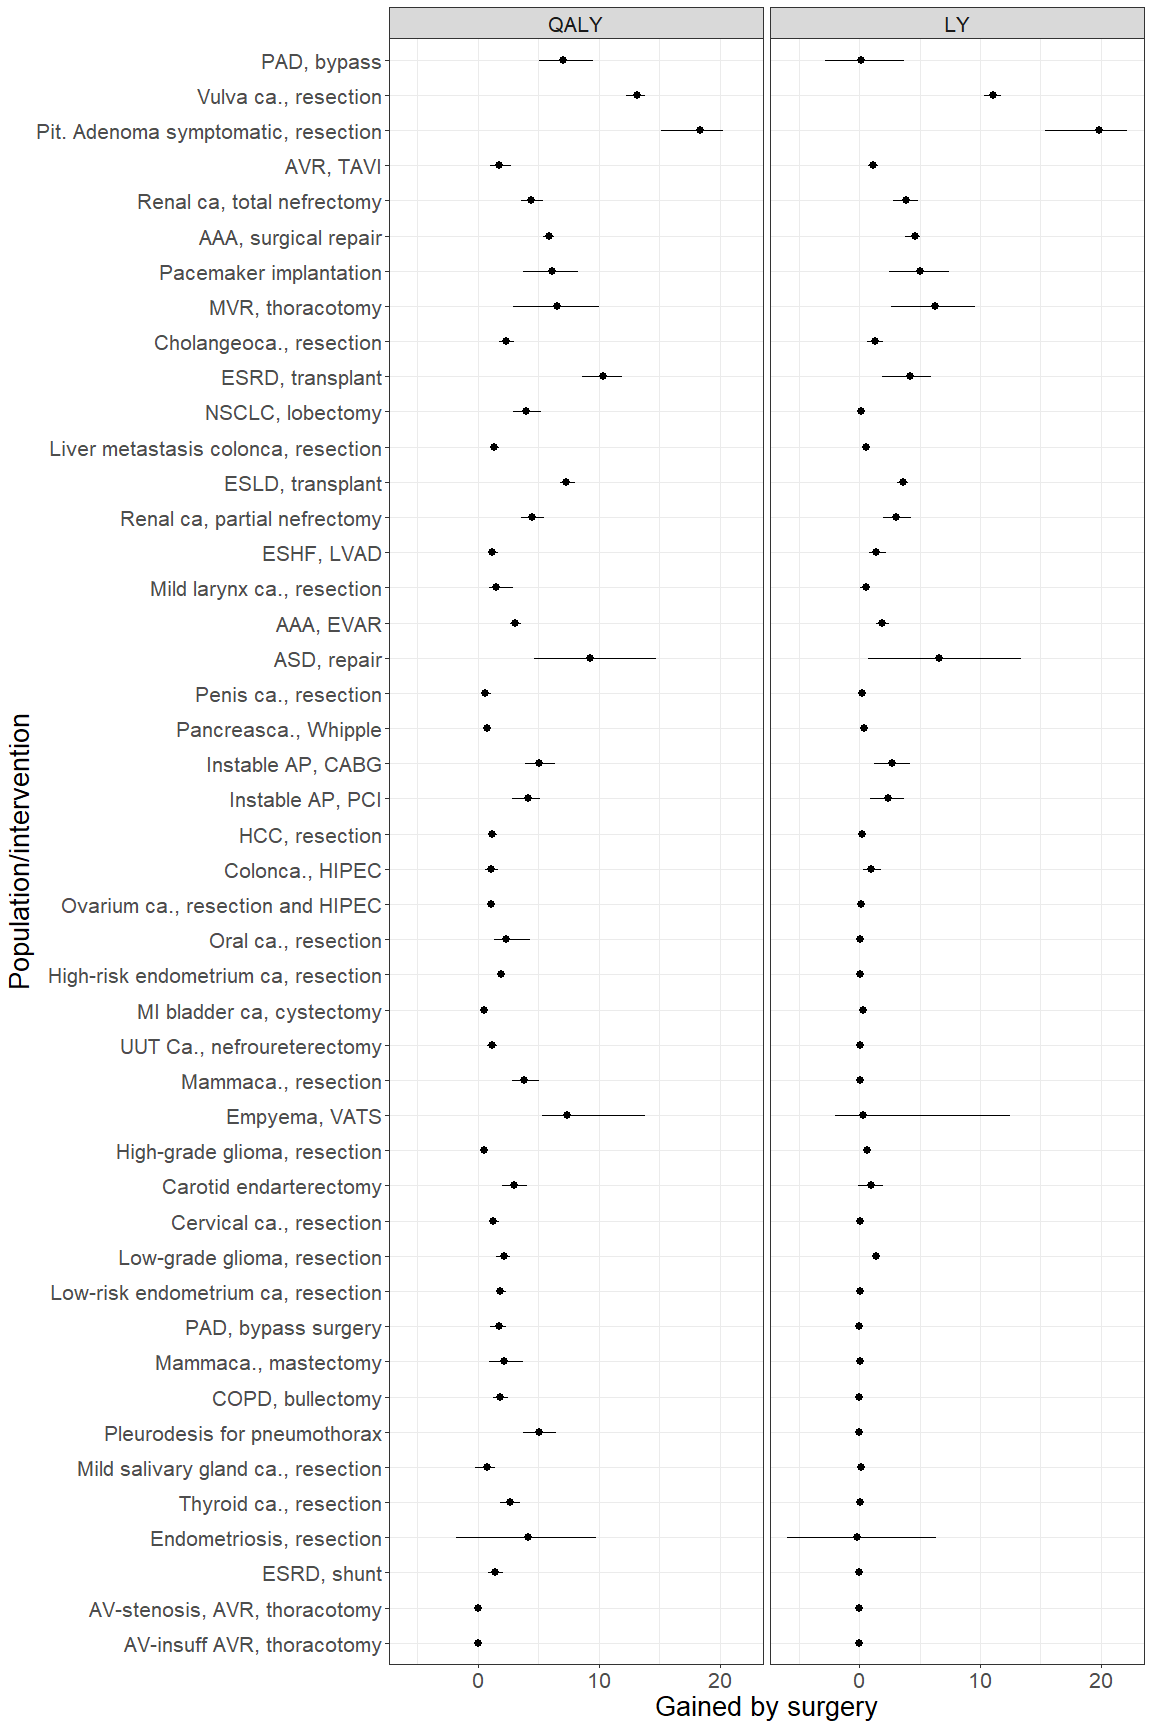 QALY
LY
PAD, bypass
Vulva ca., resection
Pit. Adenoma symptomatic, resection
AVR, TAVI
Renal ca, total nefrectomy
AAA, surgical repair
Pacemaker implantation
MVR, thoracotomy
Cholangeoca., resection
ESRD, transplant
NSCLC, lobectomy
Liver metastasis colonca, resection
ESLD, transplant
Renal ca, partial nefrectomy
ESHF, LVAD
Mild larynx ca., resection
AAA, EVAR
ASD, repair
Penis ca., resection
Pancreasca., Whipple
Instable AP, CABG
Instable AP, PCI
HCC, resection
Colonca., HIPEC
Ovarium ca., resection and HIPEC
Oral ca., resection
High-risk endometrium ca, resection
MI bladder ca, cystectomy
UUT Ca., nefroureterectomy
Mammaca., resection
Empyema, VATS
High-grade glioma, resection
Carotid endarterectomy
Cervical ca., resection
Low-grade glioma, resection
Low-risk endometrium ca, resection
PAD, bypass surgery
Mammaca., mastectomy
COPD, bullectomy
Pleurodesis for pneumothorax
Mild salivary gland ca., resection
Thyroid ca., resection
Endometriosis, resection
ESRD, shunt
AV-stenosis, AVR, thoracotomy
AV-insuff AVR, thoracotomy
Population/intervention
0 10 20 0 10 20
Gained by surgery